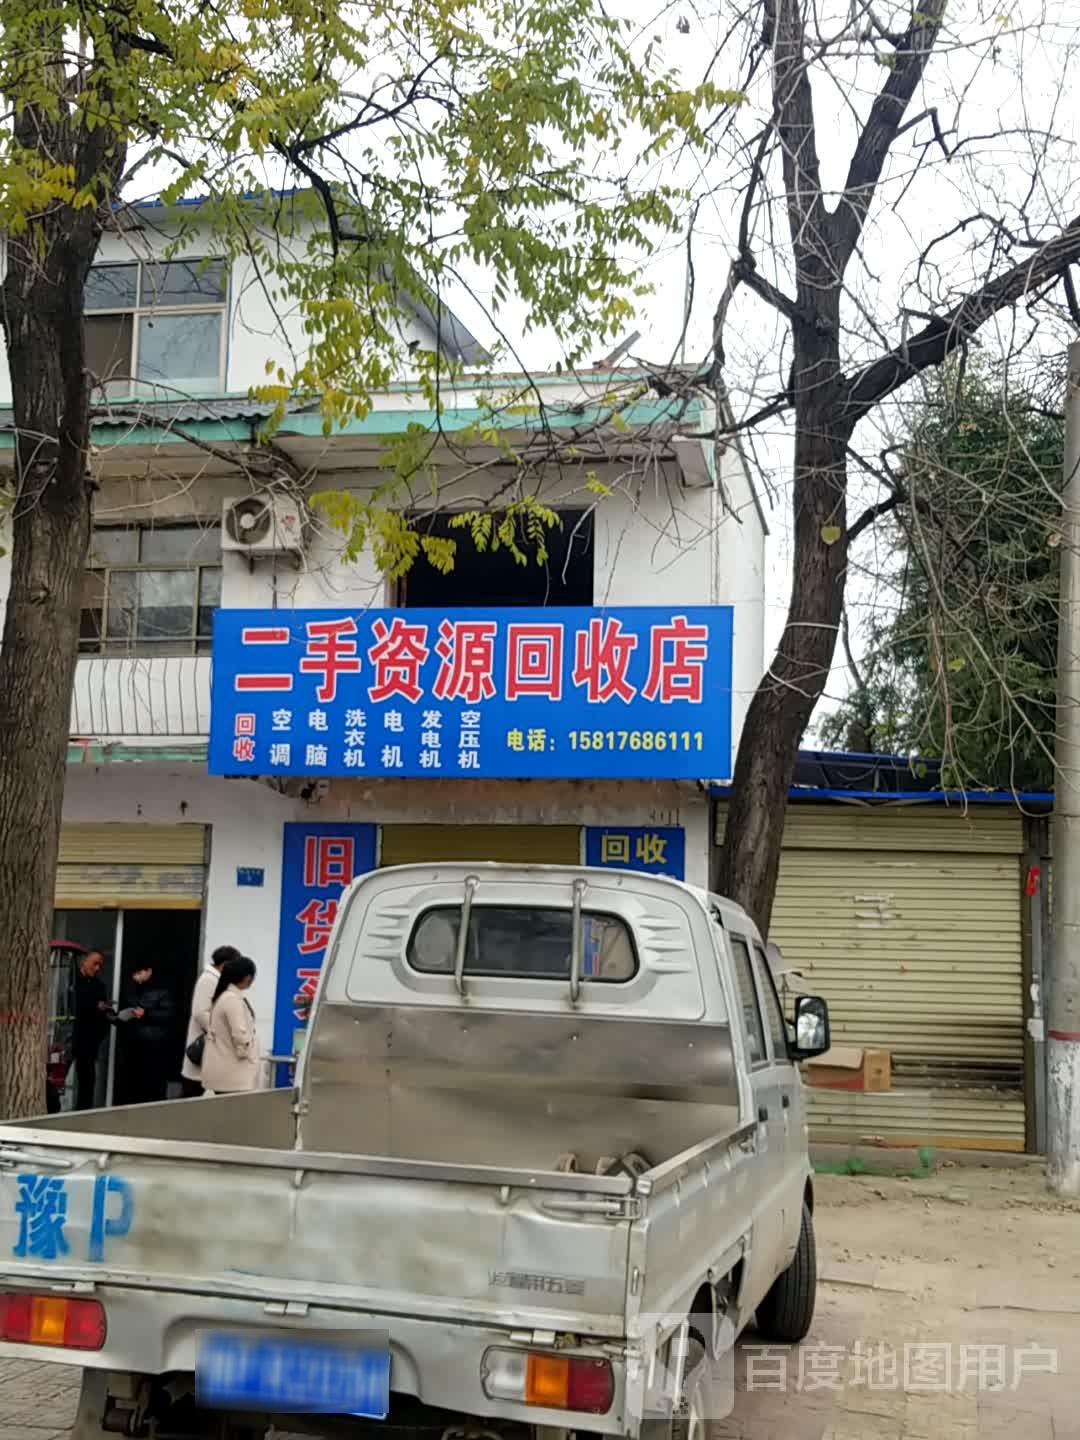 二手资源回收店
回收 空调 电脑 洗衣机 电机 发电机 空压机 电话：15817686111
旧货
回收
豫P
百度地图用户